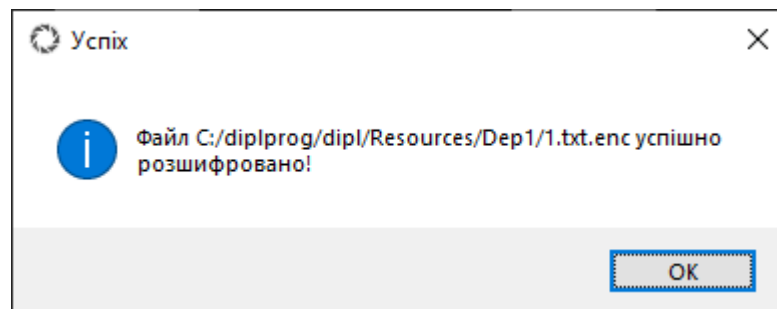 Успіх
Файл C:/diplprog/dipl/Resources/Dep1/1.txt.enc успішно
розшифровано!
OK